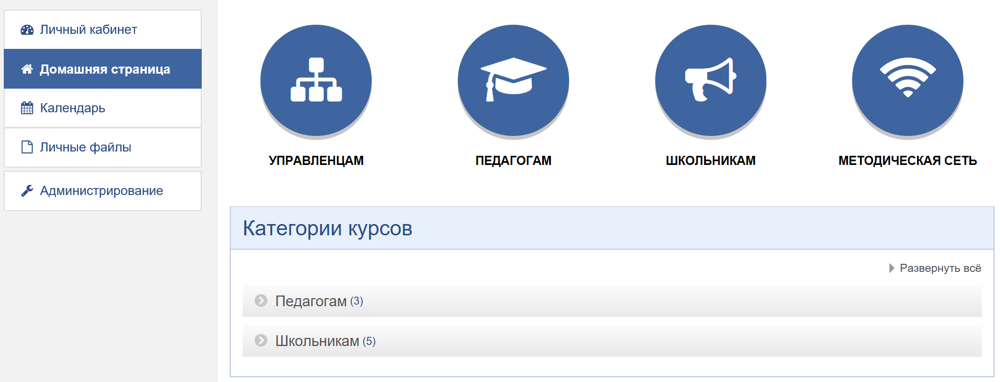 Личный кабинет
Домашняя страница
Календарь
Личные файлы
Администрирование
УПРАВЛЕНЦАМ
ПЕДАГОГАМ
ШКОЛЬНИКАМ
МЕТОДИЧЕСКАЯ СЕТЬ
Категории курсов
Развернуть всё
Педагогам (3)
Школьникам (5)